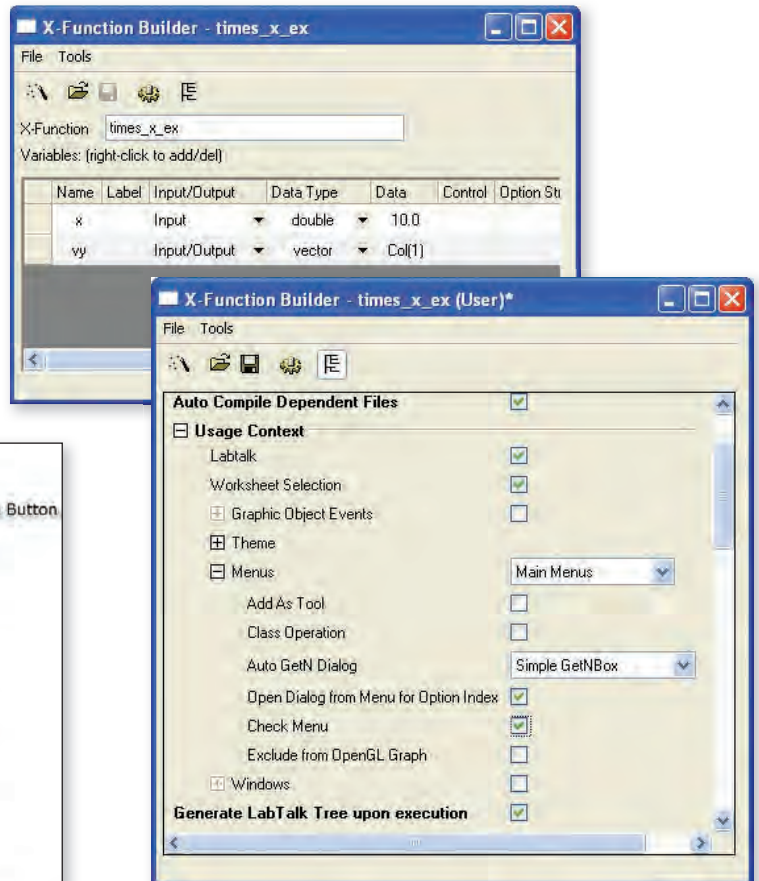 X-Function Builder - times_x_ex
File Tools
X-Function times_x_ex
Variables: (right-click to add/del)
Name Label Input/Output Data Type Data Control Option Str
x Input double 10.0
vy Input/Output vector Col(1)
X-Function Builder - times_x_ex (User)*
File Tools
Auto Compile Dependent Files
Usage Context
Labtalk
Worksheet Selection
Graphic Object Events
Theme
Menus Main Menus
Add As Tool
Class Operation
Auto GetN Dialog Simple GetNBox
Open Dialog from Menu for Option Index
Check Menu
Exclude from OpenGL Graph
Windows
Generate LabTalk Tree upon execution
Button